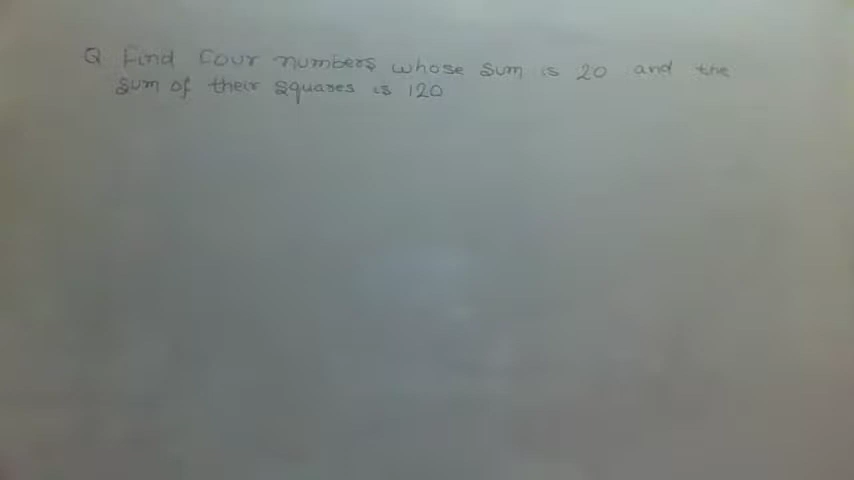 Q Find Four numbers whose sum is 20 and the
sum of their squares is 120